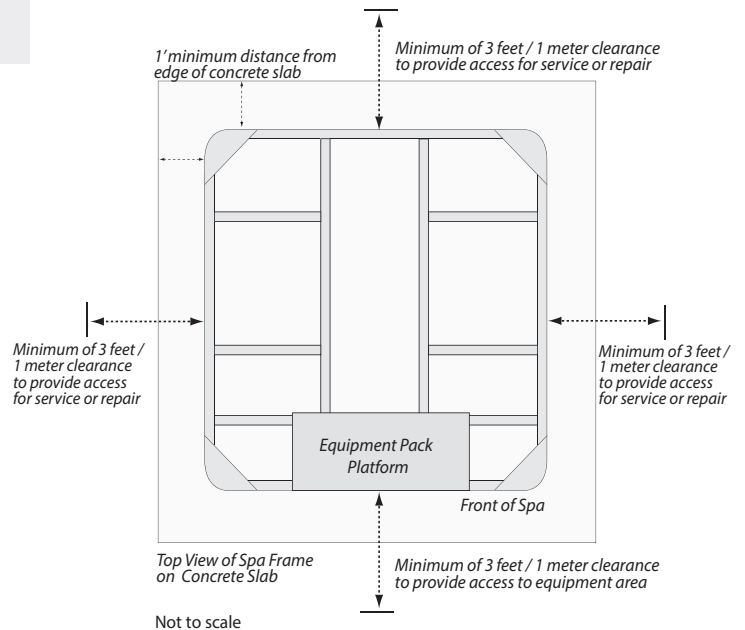 1’ minimum distance from
edge of concrete slab
Minimum of 3 feet / 1 meter clearance
to provide access for service or repair
Minimum of 3 feet /
1 meter clearance
to provide access
for service or repair
Minimum of 3 feet /
1 meter clearance
to provide access
for service or repair
Equipment Pack
Platform
Front of Spa
Top View of Spa Frame
on Concrete Slab
Minimum of 3 feet / 1 meter clearance
to provide access to equipment area
Not to scale